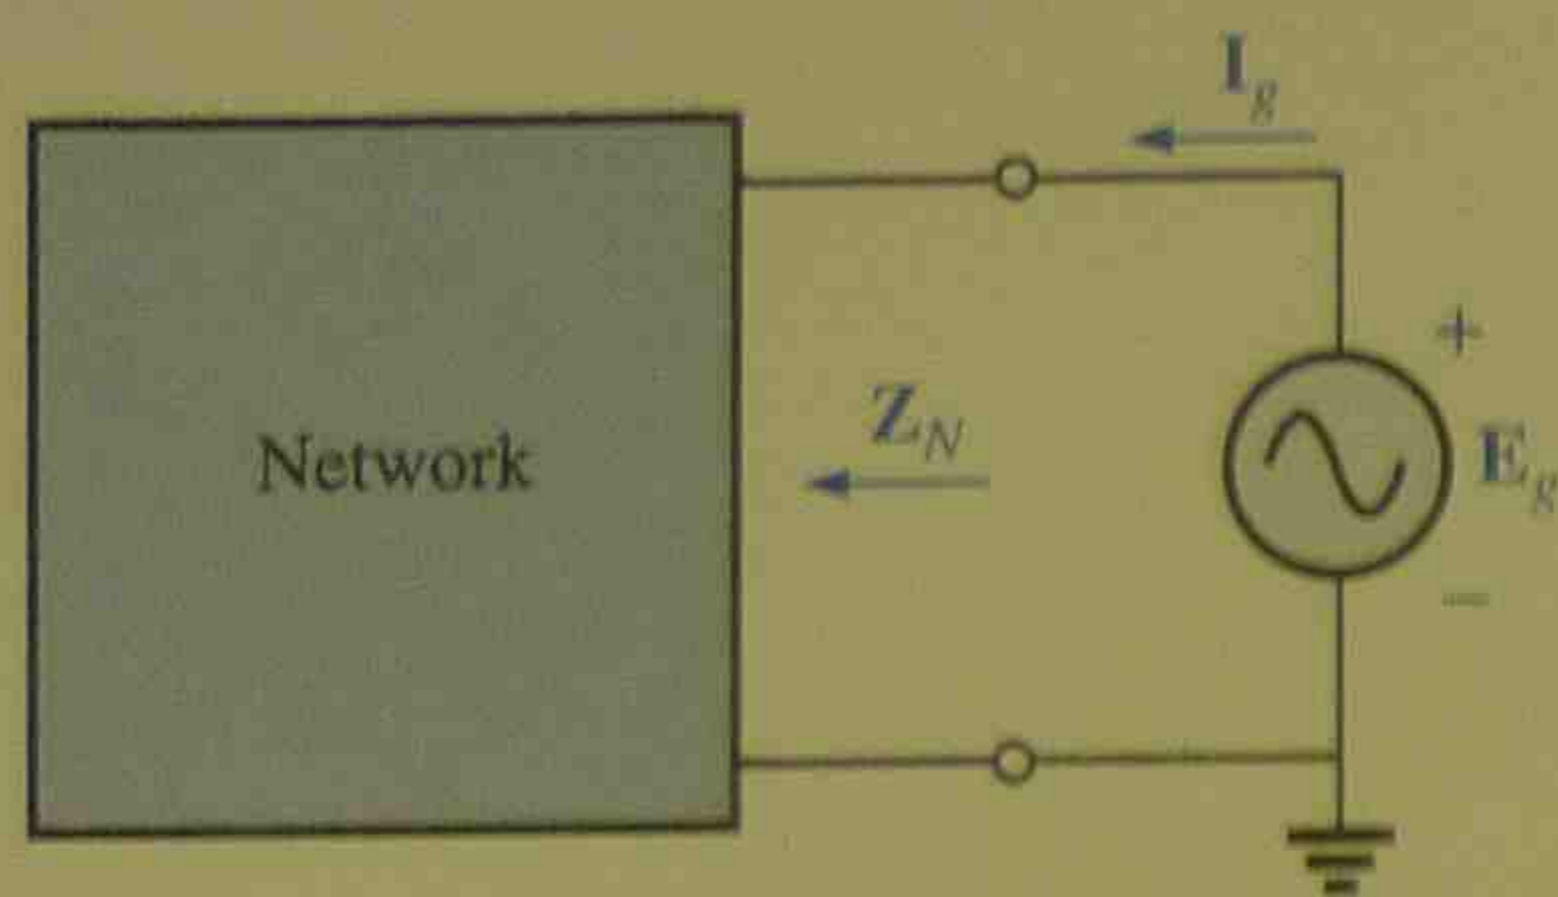 I_g
+
Z_N
Network
E_g
−